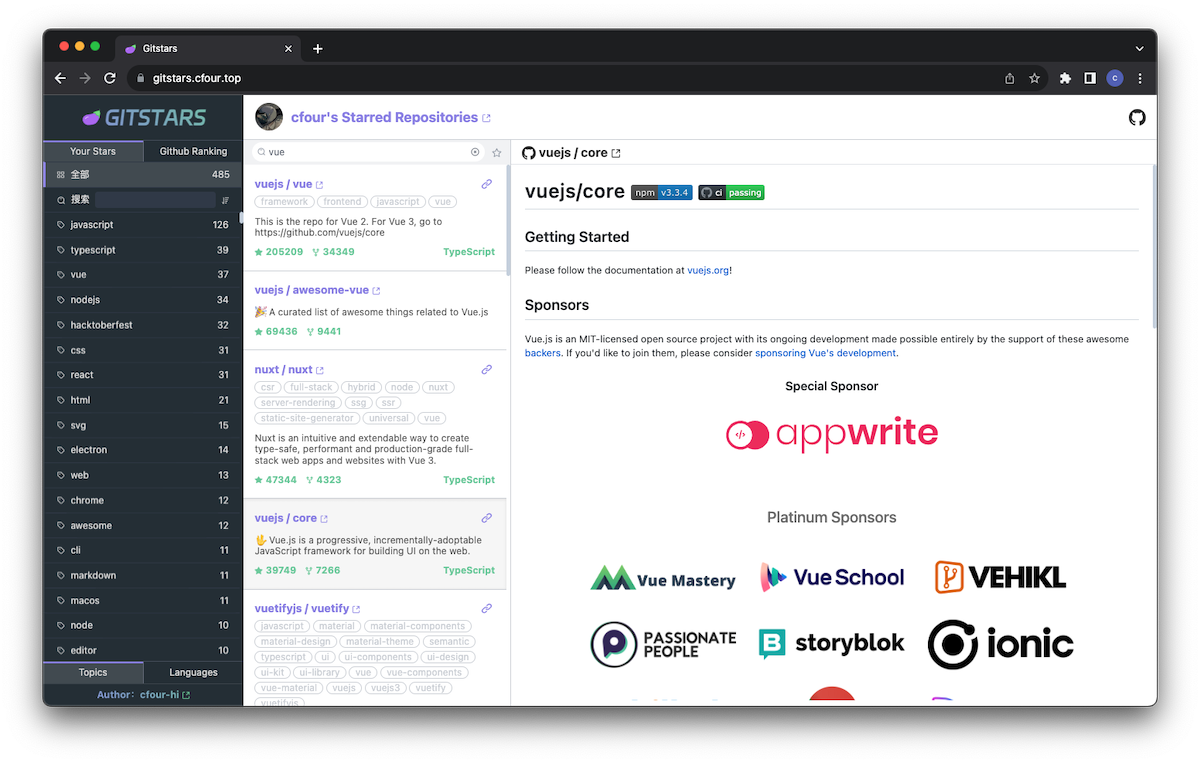 Gitstars
gitstars.cfour.top
C
GITSTARS
Your Stars
Github Ranking
全部 485
搜索
javascript 126
typescript 39
vue 37
nodejs 34
hacktoberfest 32
css 31
react 31
html 21
svg 15
electron 14
web 13
chrome 12
awesome 12
cli 11
markdown 11
macos 11
node 10
editor 10
Topics
Languages
Author: cfour-hi
cfour's Starred Repositories
vue
vuejs / vue
framework frontend javascript vue
This is the repo for Vue 2. For Vue 3, go to
https://github.com/vuejs/core
205209 34349 TypeScript
vuejs / awesome-vue
🎉 A curated list of awesome things related to Vue.js
69436 9441
nuxt / nuxt
csr full-stack hybrid node nuxt
server-rendering ssg ssr
static-site-generator universal vue
Nuxt is an intuitive and extendable way to create
type-safe, performant and production-grade full-
stack web apps and websites with Vue 3.
47344 4323 TypeScript
vuejs / core
🖖 Vue.js is a progressive, incrementally-adoptable
JavaScript framework for building UI on the web.
39749 7266 TypeScript
vuetifyjs / vuetify
javascript material material-components
material-design material-theme semantic
typescript ui ui-components ui-design
ui-kit ui-library vue vue-components
vue-material vuejs vuejs3 vuetify
vuetifyjs
vuejs / core
vuejs/core npm v3.3.4 ci passing
Getting Started
Please follow the documentation at vuejs.org!
Sponsors
Vue.js is an MIT-licensed open source project with its ongoing development made possible entirely by the support of these awesome
backers. If you'd like to join them, please consider sponsoring Vue's development.
Special Sponsor
appwrite
Platinum Sponsors
Vue Mastery
Vue School
VEHIKL
PASSIONATE
PEOPLE
storyblok
ionic